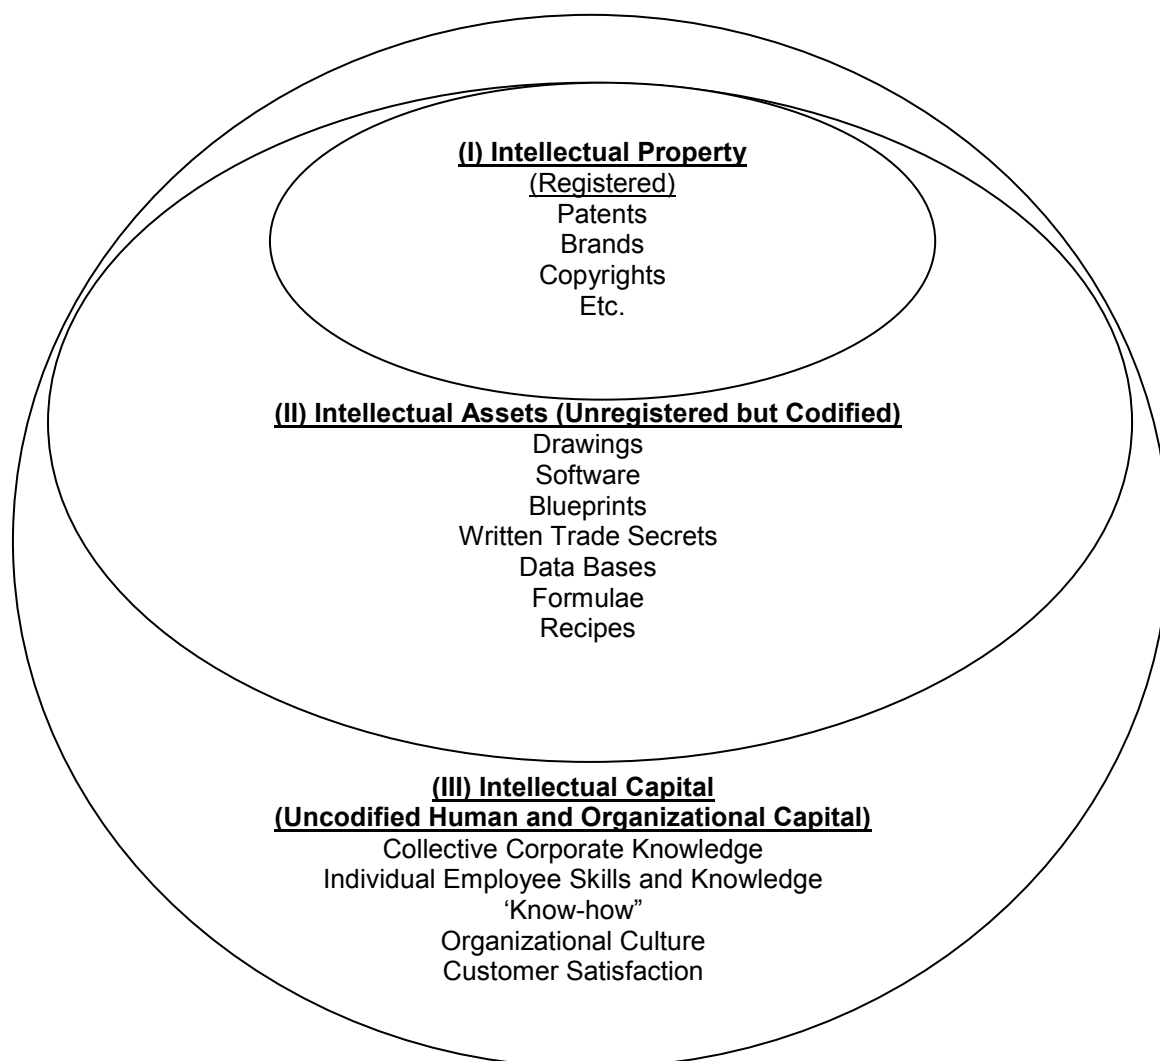 (I) Intellectual Property
(Registered)
Patents
Brands
Copyrights
Etc.
(II) Intellectual Assets (Unregistered but Codified)
Drawings
Software
Blueprints
Written Trade Secrets
Data Bases
Formulae
Recipes
(III) Intellectual Capital
(Uncodified Human and Organizational Capital)
Collective Corporate Knowledge
Individual Employee Skills and Knowledge
‘Know-how”
Organizational Culture
Customer Satisfaction